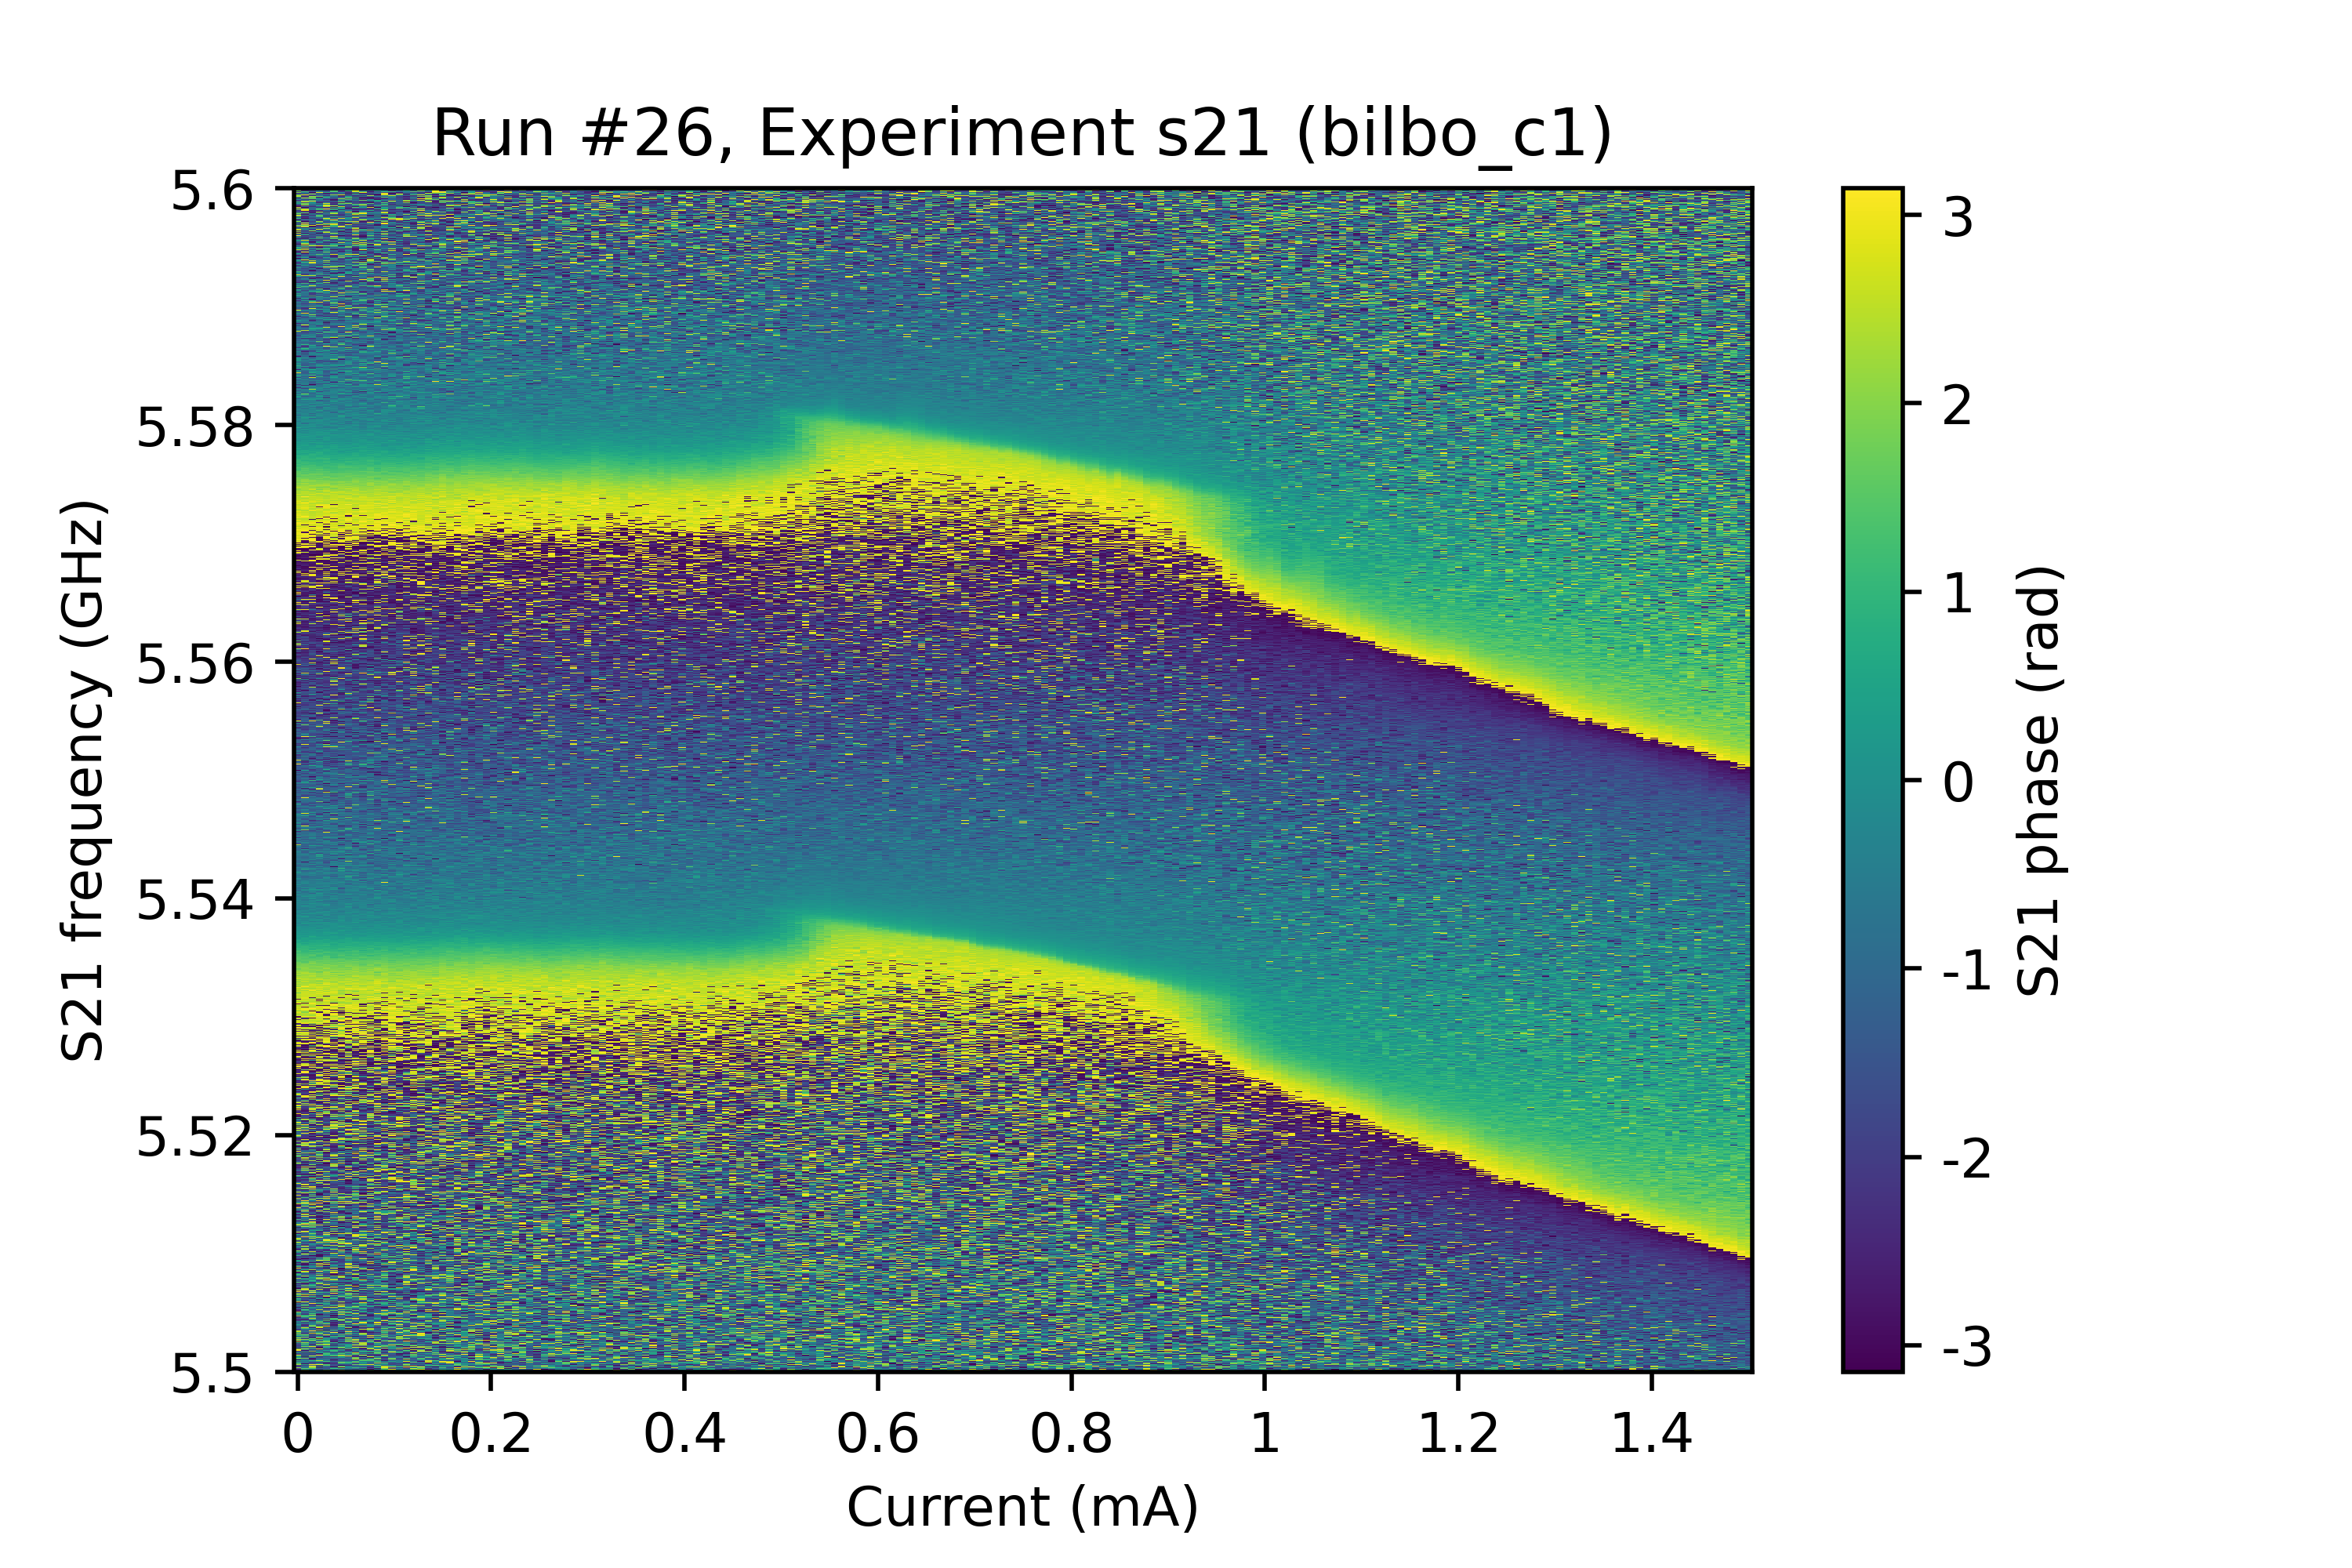 Run #26, Experiment s21 (bilbo_c1)
5.6
5.58
5.56
5.54
5.52
5.5
S21 frequency (GHz)
0 0.2 0.4 0.6 0.8 1 1.2 1.4
Current (mA)
3
2
1
0
-1
-2
-3
S21 phase (rad)